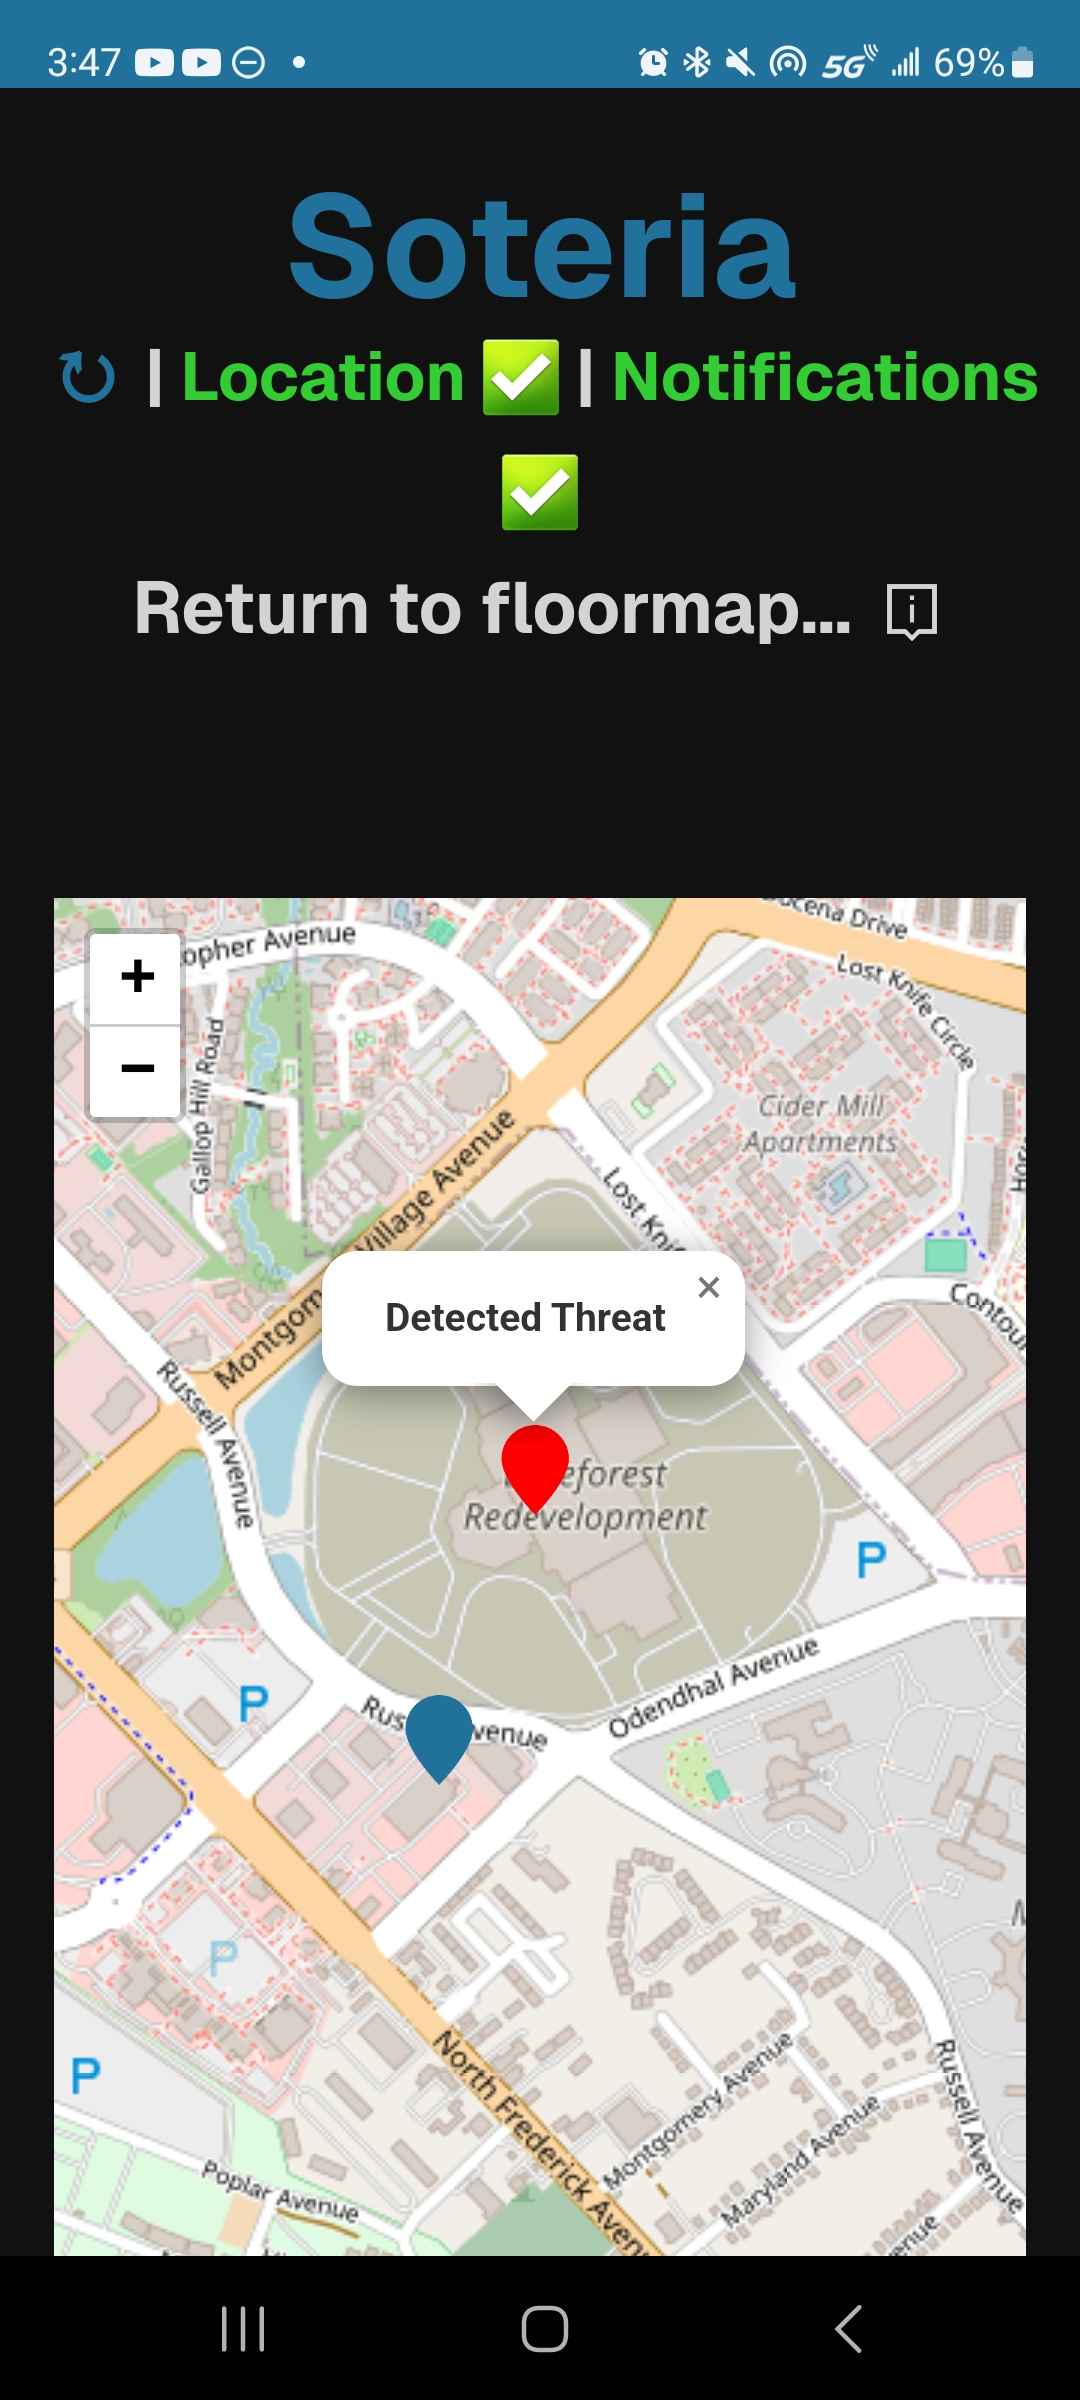 3:47
5G
69%
Soteria
| Location ✅ | Notifications
✅
Return to floormap...
+
−
opher Avenue
ucena Drive
Lost Knife Circle
Gallop Hill Road
Cider Mill
Apartments
Montgom
Village Avenue
Lost Kni
Contou
Detected Threat ×
Russell Avenue
eforest
Redevelopment
P
Odendhal Avenue
P
Rus
venue
P
P
North Frederick Aven
Montgomery Avenue
Maryland Avenue
Russell Avenue
Poplar Avenue
enue